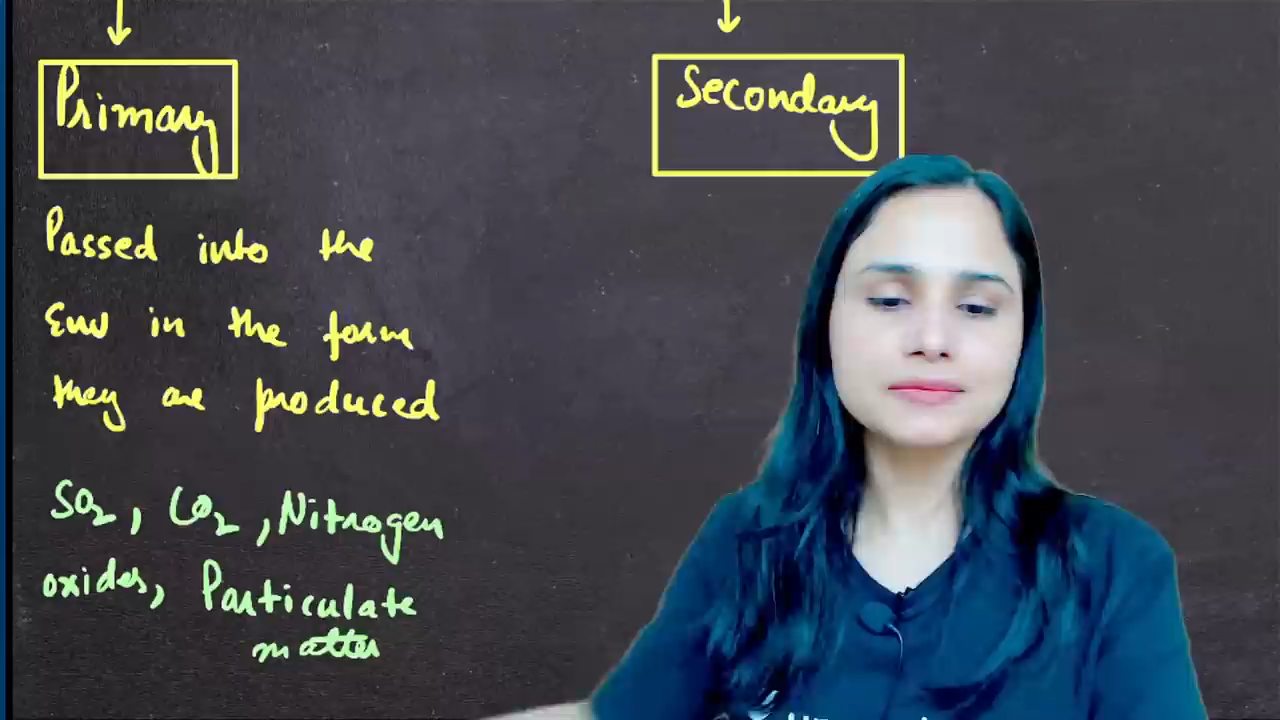 Primary
Secondary
Passed into the
Env in the form
they are produced
SO2, CO2, Nitrogen
oxides, Particulate
matter